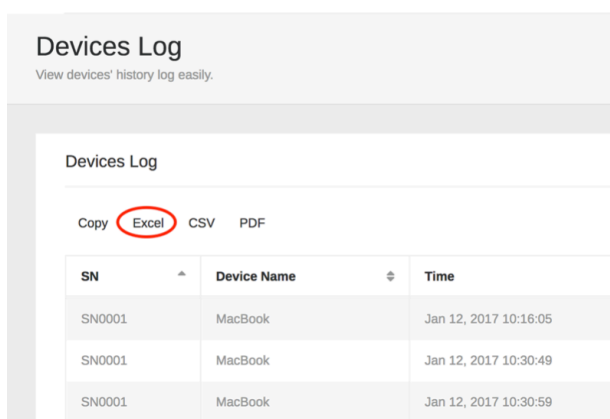 Devices Log
View devices' history log easily.
Devices Log
Copy Excel CSV PDF
SN Device Name Time
SN0001 MacBook Jan 12, 2017 10:16:05
SN0001 MacBook Jan 12, 2017 10:30:49
SN0001 MacBook Jan 12, 2017 10:30:59